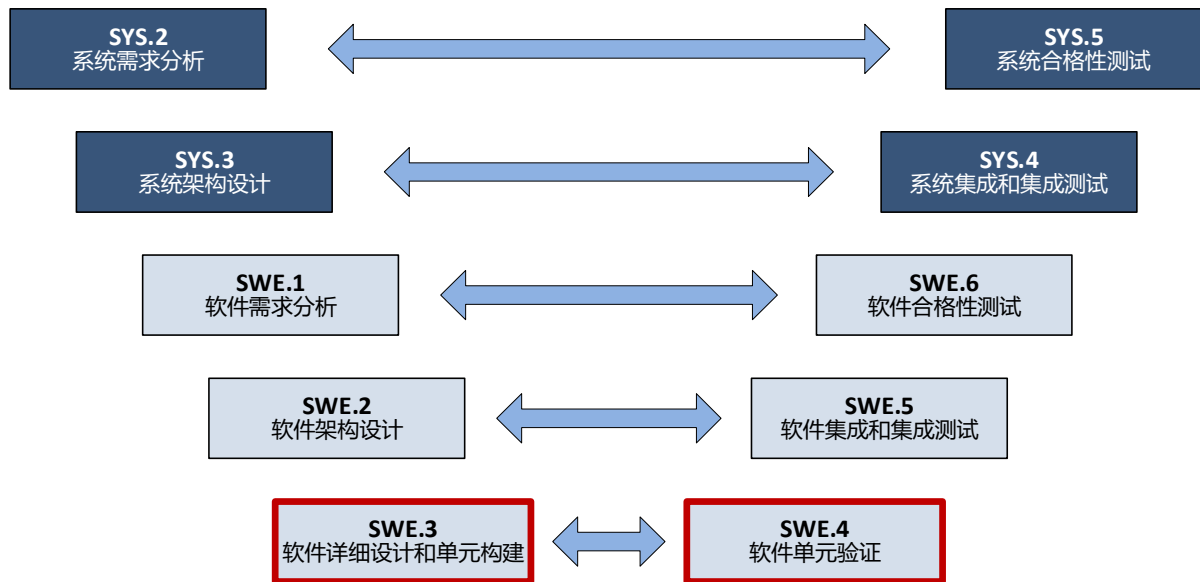 SYS.2
系统需求分析
SYS.5
系统合格性测试
SYS.3
系统架构设计
SYS.4
系统集成和集成测试
SWE.1
软件需求分析
SWE.6
软件合格性测试
SWE.2
软件架构设计
SWE.5
软件集成和集成测试
SWE.3
软件详细设计和单元构建
SWE.4
软件单元验证